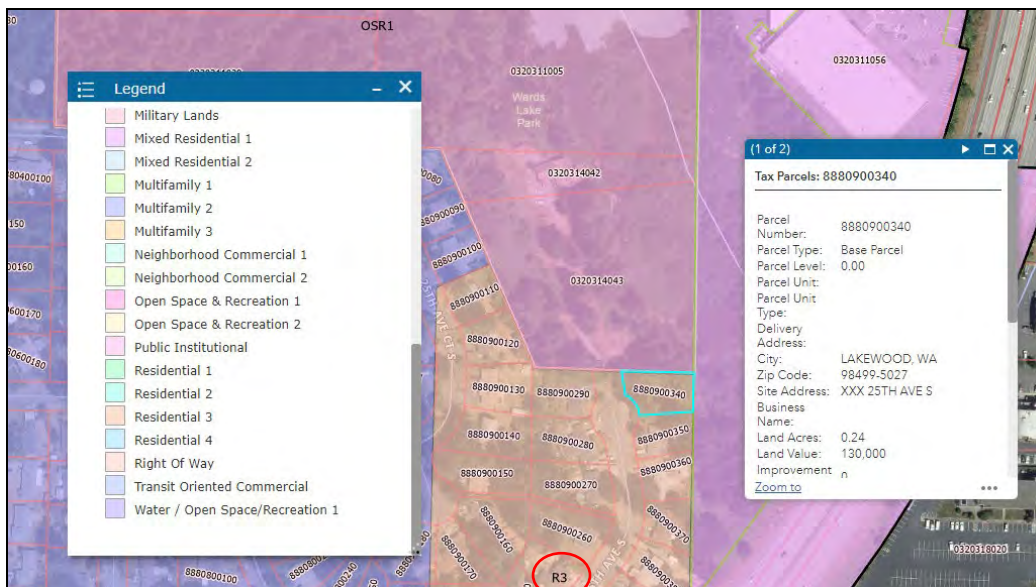 OSR1
0320311005
0320311056
Wards
Lake
Park
Legend
Military Lands
Mixed Residential 1
Mixed Residential 2
Multifamily 1
Multifamily 2
Multifamily 3
Neighborhood Commercial 1
Neighborhood Commercial 2
Open Space & Recreation 1
Open Space & Recreation 2
Public Institutional
Residential 1
Residential 2
Residential 3
Residential 4
Right Of Way
Transit Oriented Commercial
Water / Open Space/Recreation 1
(1 of 2)
Tax Parcels: 8880900340
Parcel Number: 8880900340
Parcel Type: Base Parcel
Parcel Level: 0.00
Parcel Unit:
Parcel Unit Type:
Delivery Address:
City: LAKEWOOD, WA
Zip Code: 98499-5027
Site Address: XXX 25TH AVE S
Business Name:
Land Acres: 0.24
Land Value: 130,000
Improvement
Zoom to
0320314042
0320314043
8880900090
8880900100
8880900110
8880900120
8880900130
8880900290
8880900340
8880900140
8880900280
8880900350
8880900150
8880900270
8880900360
8880900160
8880900260
8880900370
8880900170
25TH AVE CT S
R3
8880800100
0320318020